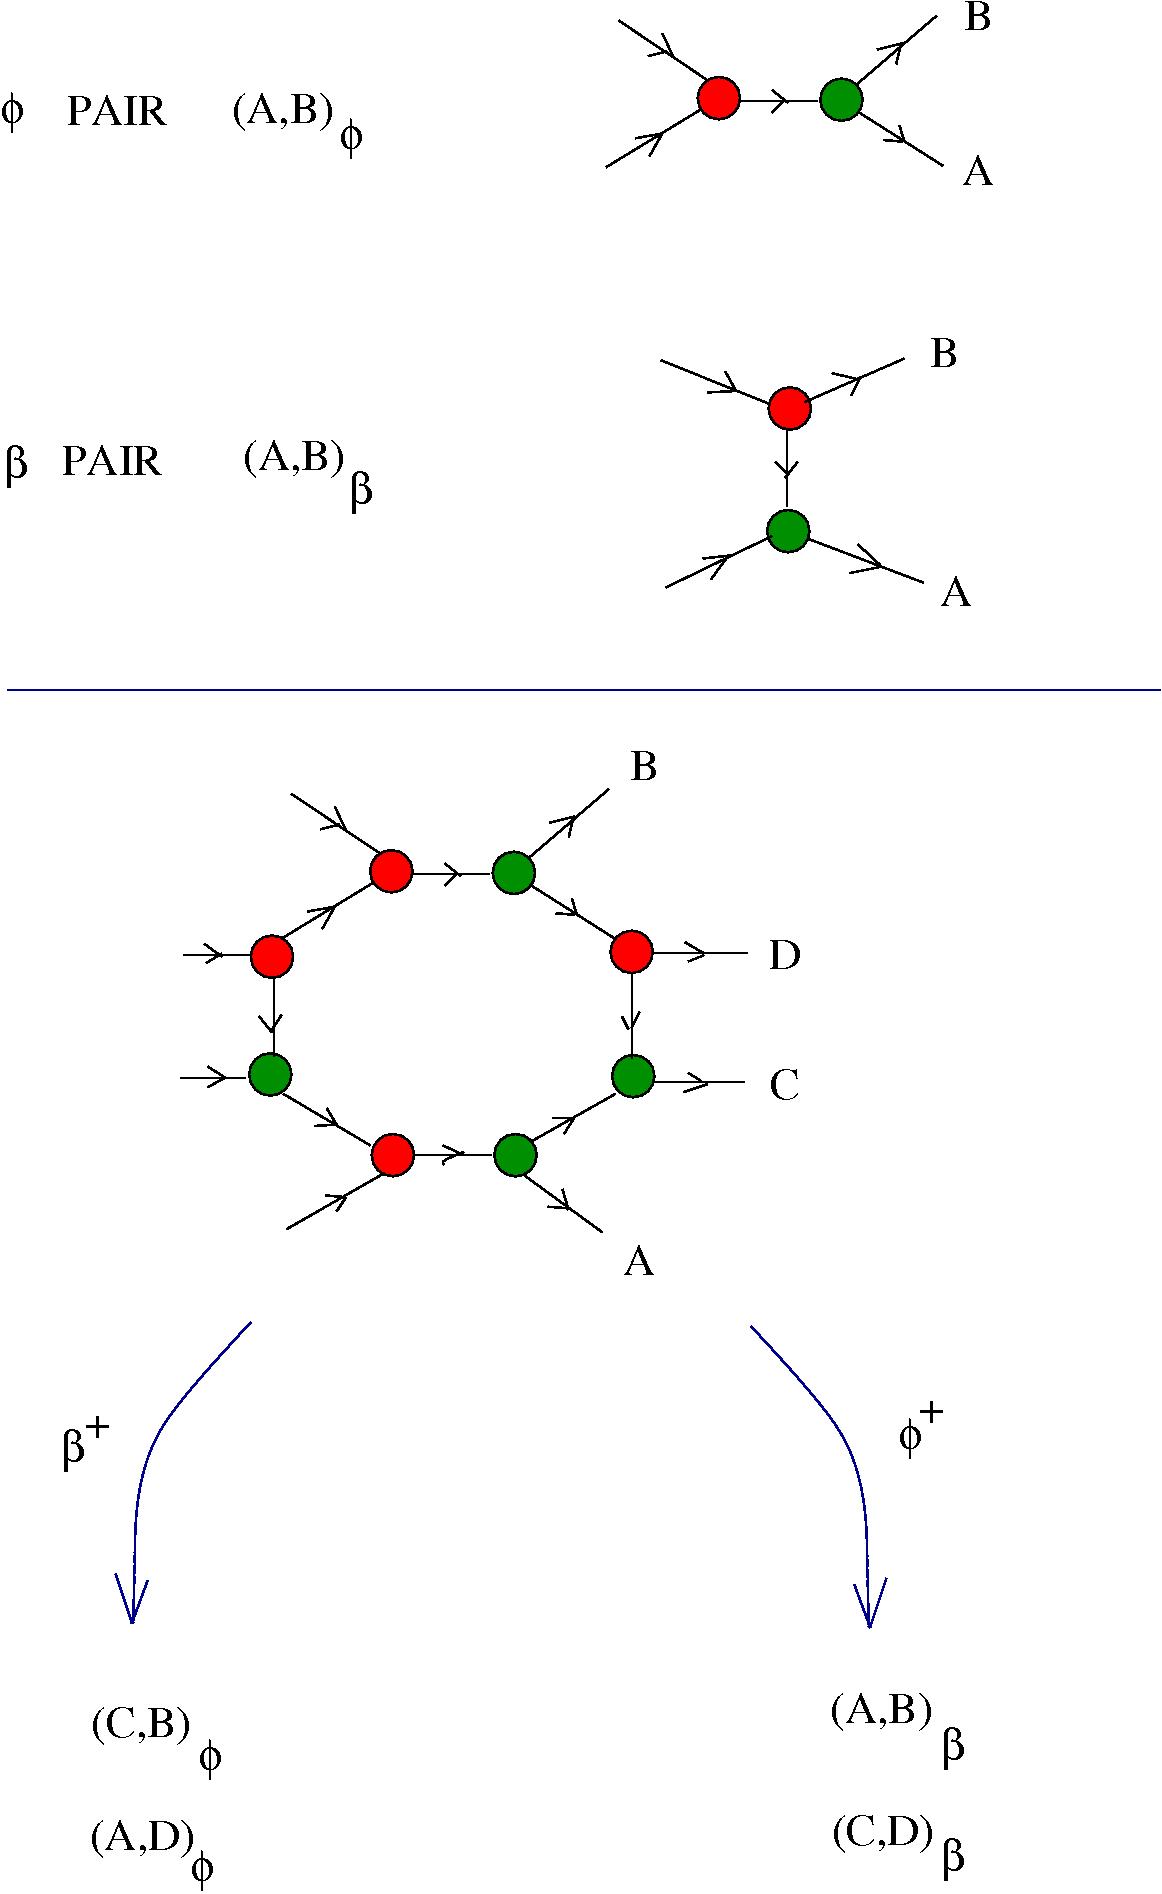 ϕ PAIR (A,B)ϕ
B
A
β PAIR (A,B)β
B
A
B
D
C
A
β+
ϕ+
(C,B)ϕ
(A,B)β
(A,D)ϕ
(C,D)β